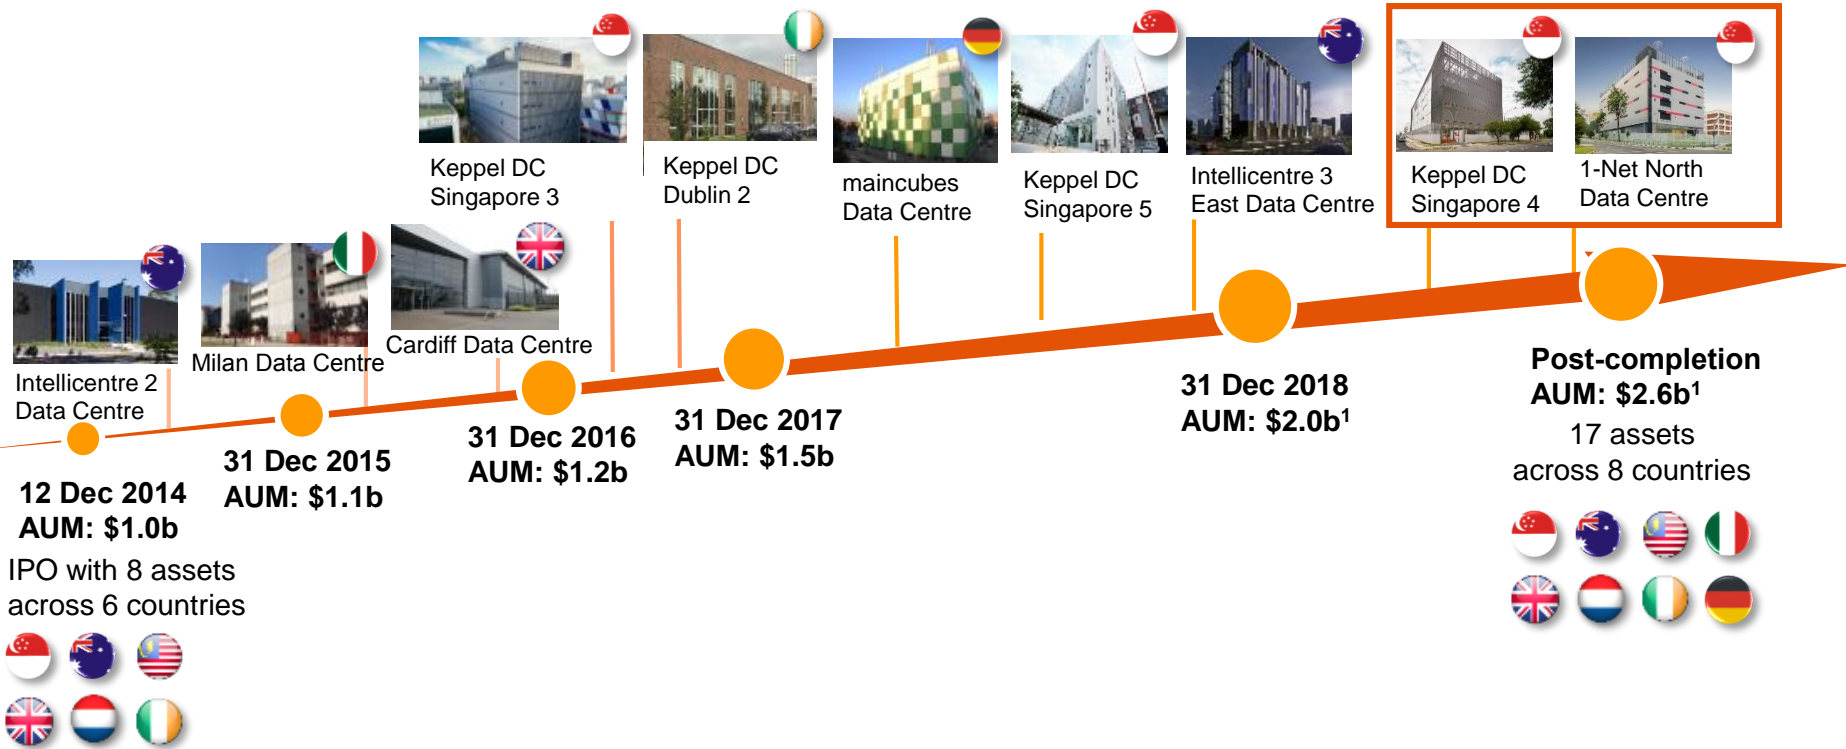 Keppel DC
Singapore 3
Keppel DC
Dublin 2
maincubes
Data Centre
Keppel DC
Singapore 5
Intellicentre 3
East Data Centre
Keppel DC
Singapore 4
1-Net North
Data Centre
Intellicentre 2
Data Centre
Milan Data Centre
Cardiff Data Centre
12 Dec 2014
AUM: $1.0b
IPO with 8 assets
across 6 countries
31 Dec 2015
AUM: $1.1b
31 Dec 2016
AUM: $1.2b
31 Dec 2017
AUM: $1.5b
31 Dec 2018
AUM: $2.0b¹
Post-completion
AUM: $2.6b¹
17 assets
across 8 countries